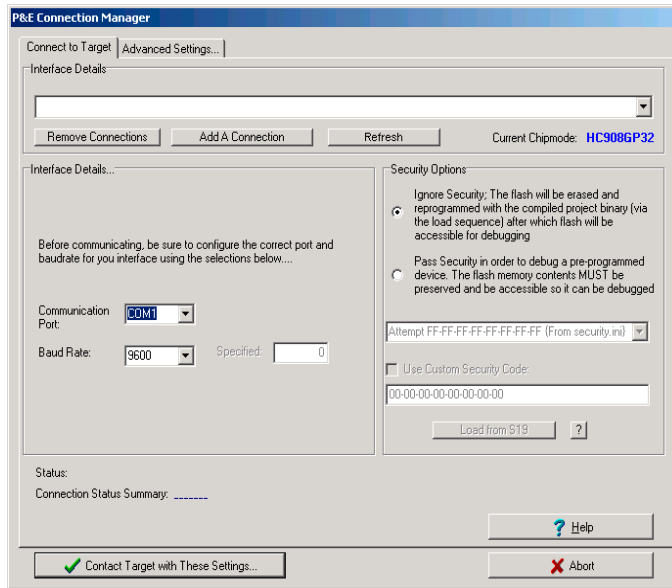 P&E Connection Manager
Connect to Target
Advanced Settings...
Interface Details
Remove Connections
Add A Connection
Refresh
Current Chipmode: HC908GP32
Interface Details...
Before communicating, be sure to configure the correct port and
baudrate for you interface using the selections below....
Communication
Port:
COM1
Baud Rate:
9600
Specified:
0
Security Options
Ignore Security; The flash will be erased and
reprogrammed with the compiled project binary (via
the load sequence) after which flash will be
accessible for debugging
Pass Security in order to debug a pre-programmed
device. The flash memory contents MUST be
preserved and be accessible so it can be debugged
Attempt FF-FF-FF-FF-FF-FF-FF-FF (From security.ini)
Use Custom Security Code:
00-00-00-00-00-00-00-00
Load from S19
?
Status:
Connection Status Summary: _______
? Help
Contact Target with These Settings...
Abort